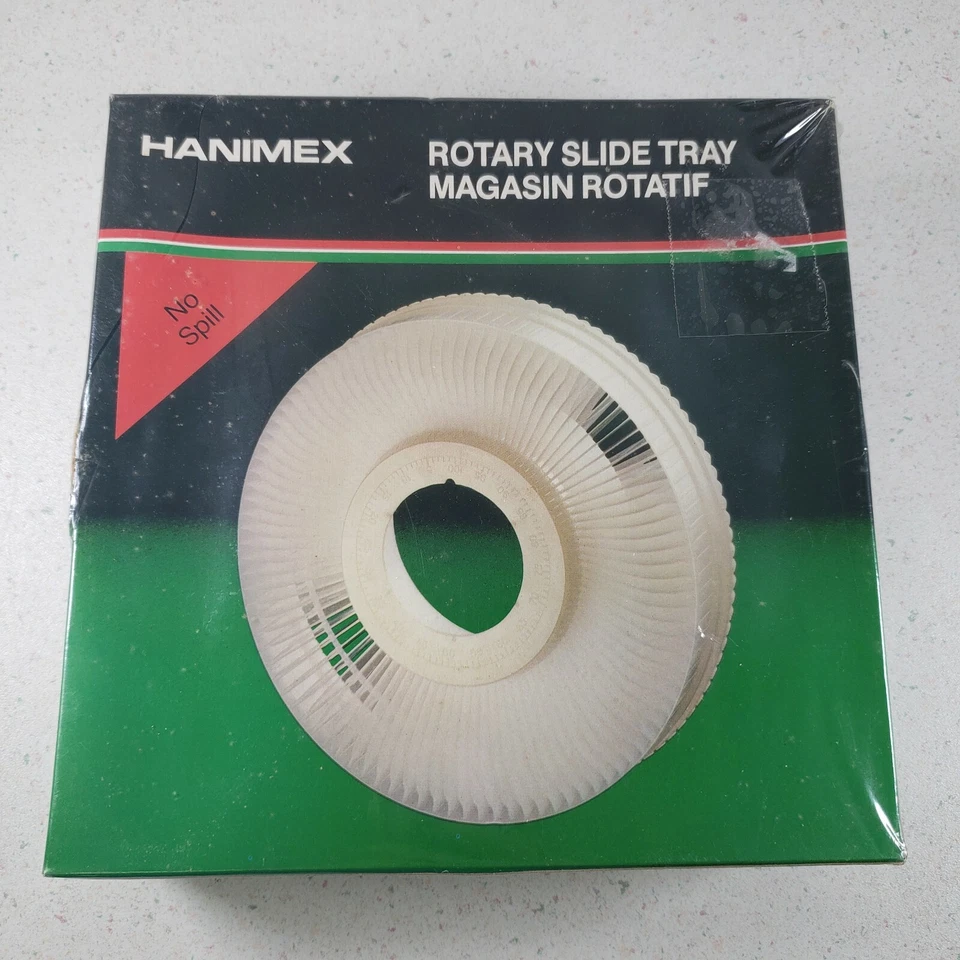 HANIMEX
ROTARY SLIDE TRAY
MAGASIN ROTATIF
No
Spill